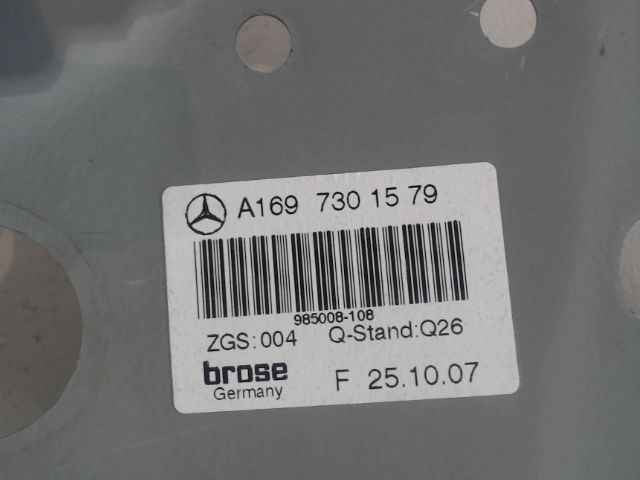 A169 730 15 79
985008-108
ZGS:004 Q-Stand:Q26
brose F 25.10.07
Germany